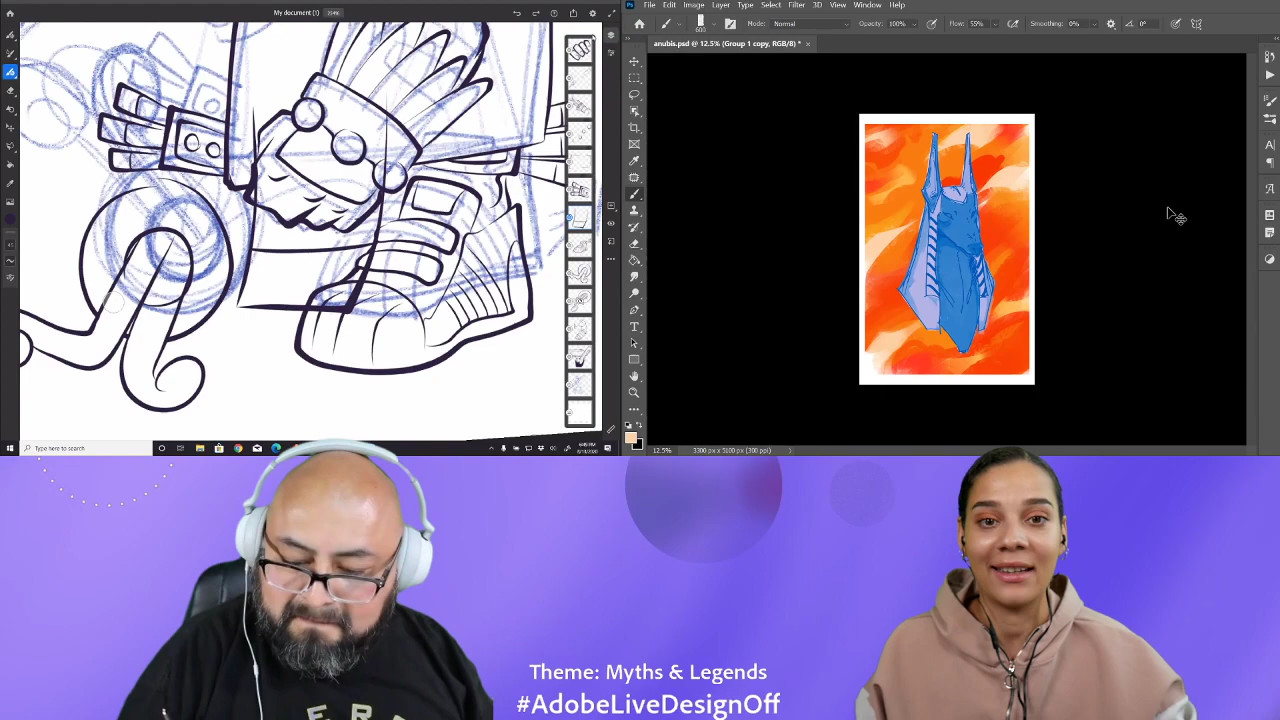 My document (1)
File Edit Image Layer Type Select Filter 3D View Window Help
600
Mode: Normal
Opacity: 100%
Flow: 55%
Smoothing: 0%
0°
anubis.psd @ 12.5% (Group 1 copy, RGB/8) *
12.5%
3300 px x 5100 px (300 ppi)
Type here to search
Theme: Myths & Legends
#AdobeLiveDesignOff